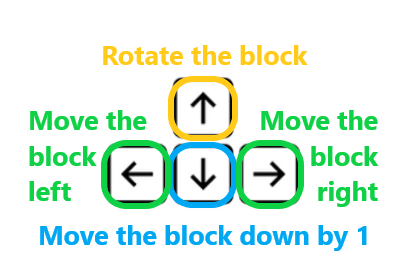 Rotate the block
Move the
block
left
Move the
block
right
Move the block down by 1